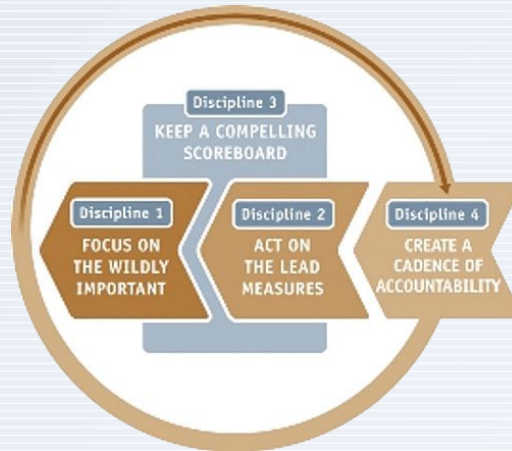 Discipline 3
KEEP A COMPELLING
SCOREBOARD
Discipline 1
FOCUS ON
THE WILDLY
IMPORTANT
Discipline 2
ACT ON
THE LEAD
MEASURES
Discipline 4
CREATE A
CADENCE OF
ACCOUNTABILITY